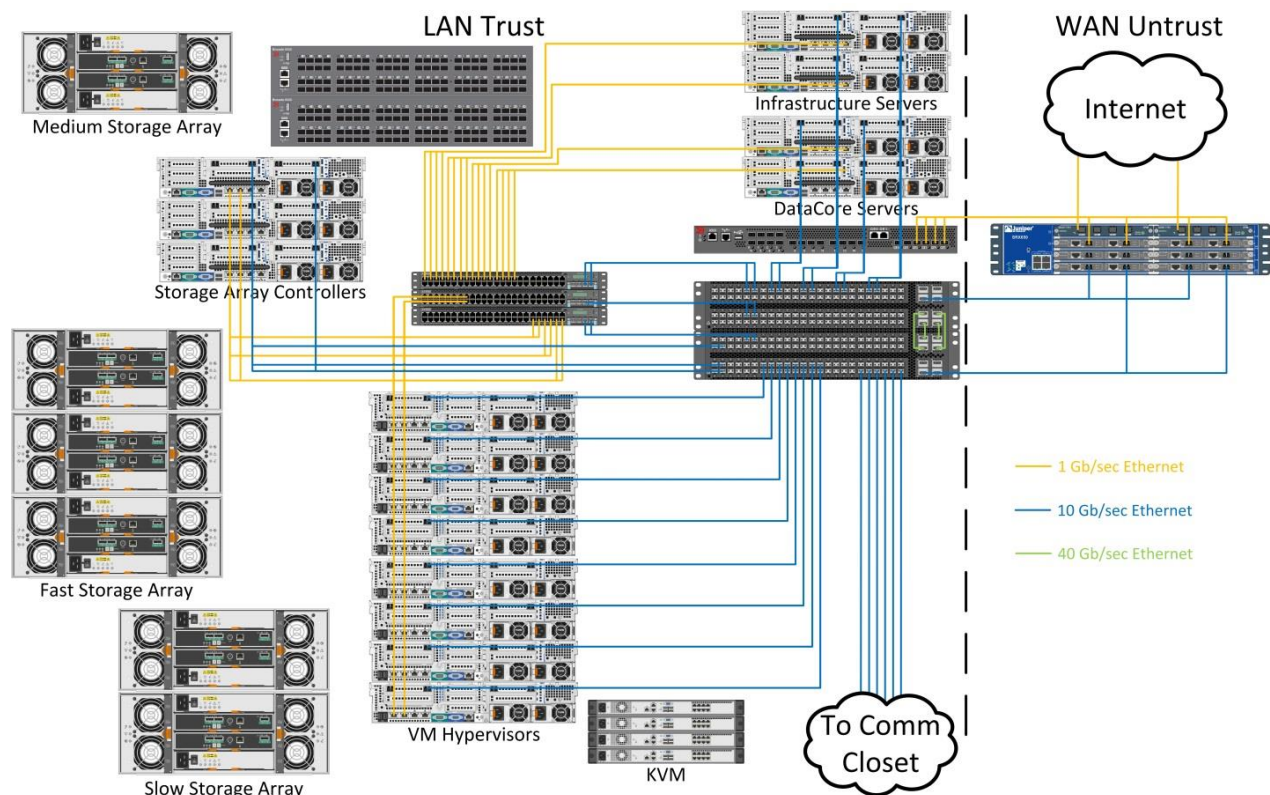 LAN Trust
WAN Untrust
Medium Storage Array
Infrastructure Servers
Internet
DataCore Servers
Juniper
Storage Array Controllers
1 Gb/sec Ethernet
10 Gb/sec Ethernet
40 Gb/sec Ethernet
Fast Storage Array
VM Hypervisors
To Comm
Closet
KVM
Slow Storage Array